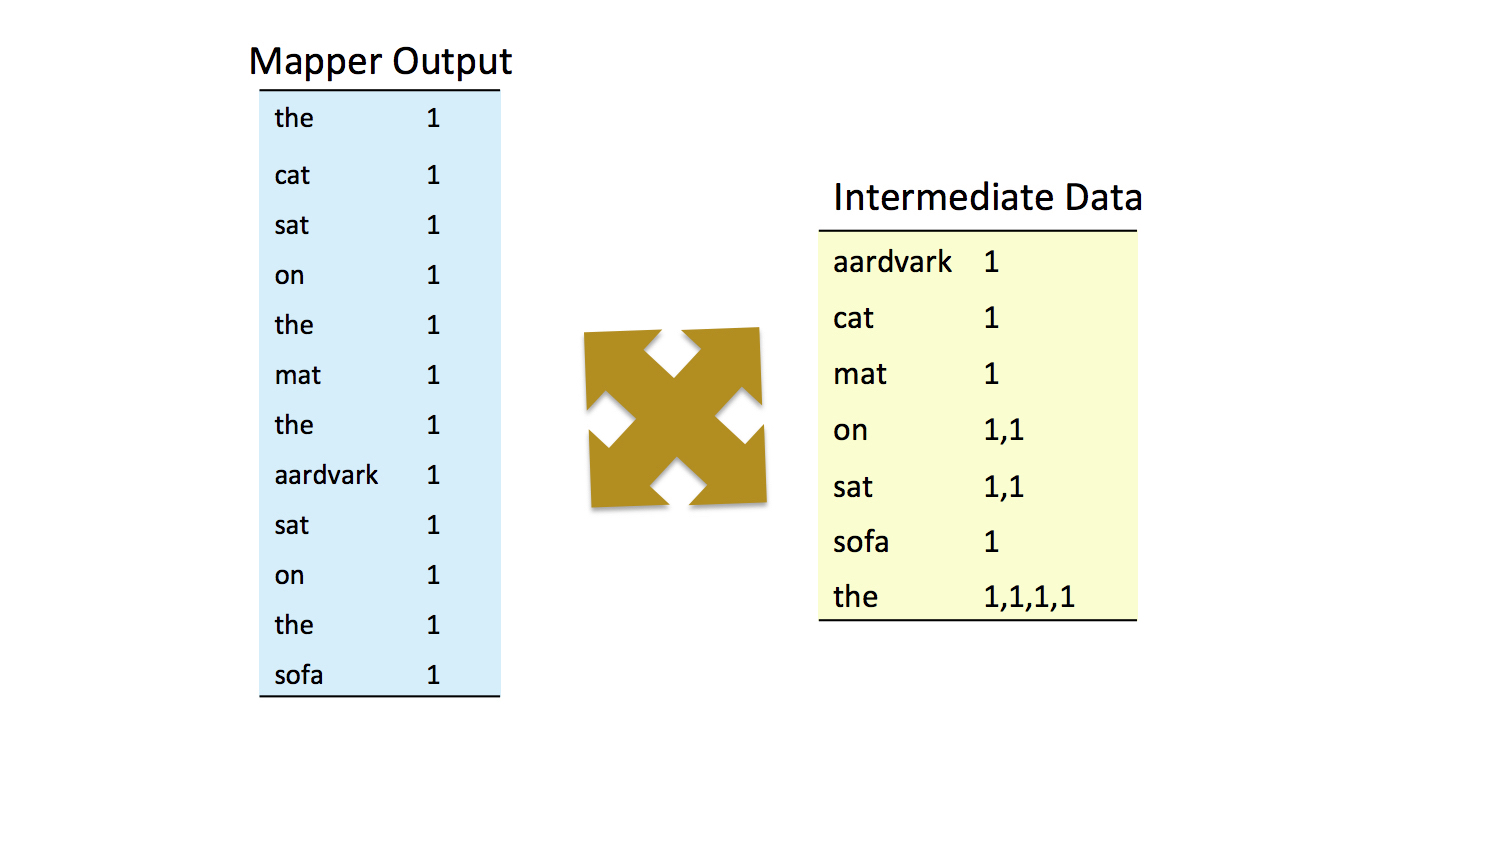 Mapper Output
the 1
cat 1
sat 1
on 1
the 1
mat 1
the 1
aardvark 1
sat 1
on 1
the 1
sofa 1
Intermediate Data
aardvark 1
cat 1
mat 1
on 1,1
sat 1,1
sofa 1
the 1,1,1,1